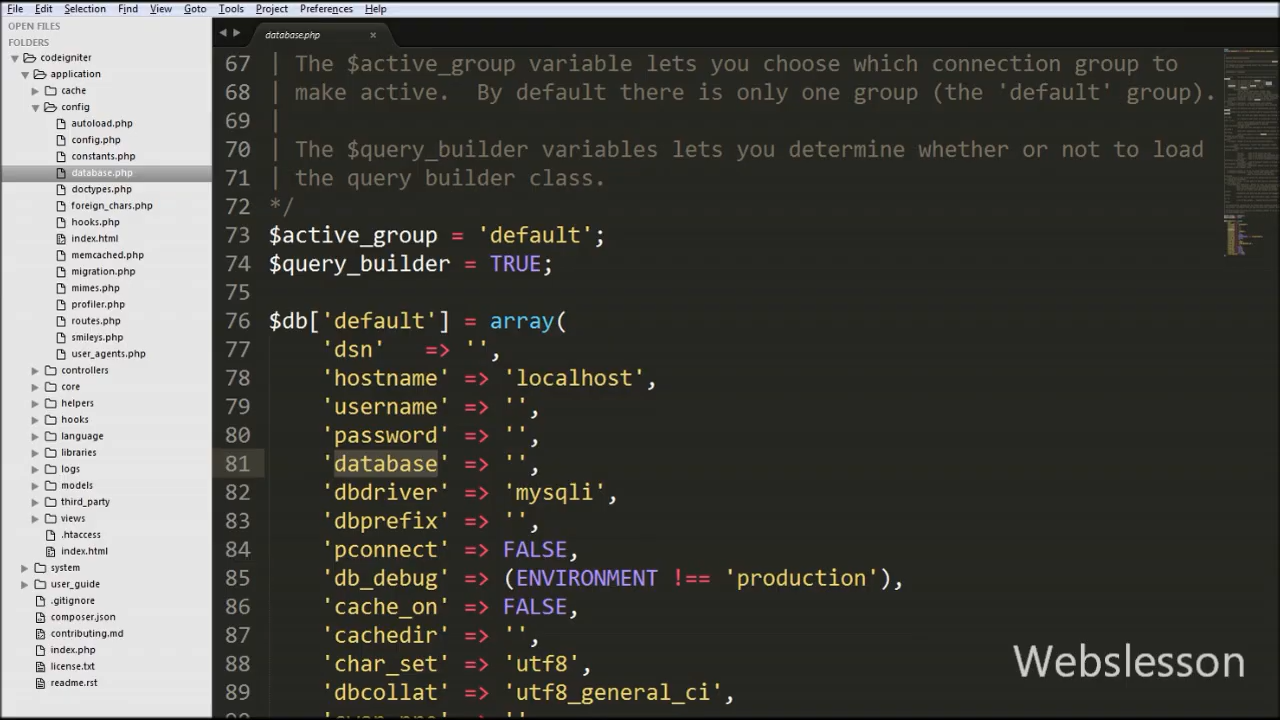 File Edit Selection Find View Goto Tools Project Preferences Help
OPEN FILES
FOLDERS
codeigniter
application
cache
config
autoload.php
config.php
constants.php
database.php
doctypes.php
foreign_chars.php
hooks.php
index.html
memcached.php
migration.php
mimes.php
profiler.php
routes.php
smileys.php
user_agents.php
controllers
core
helpers
hooks
language
libraries
logs
models
third_party
views
.htaccess
index.html
system
user_guide
.gitignore
composer.json
contributing.md
index.php
license.txt
readme.rst
database.php ×
67 | The $active_group variable lets you choose which connection group to
68 | make active.  By default there is only one group (the 'default' group).
69 |
70 | The $query_builder variables lets you determine whether or not to load
71 | the query builder class.
72 */
73 $active_group = 'default';
74 $query_builder = TRUE;
75
76 $db['default'] = array(
77 'dsn'   => '',
78 'hostname' => 'localhost',
79 'username' => '',
80 'password' => '',
81 'database' => '',
82 'dbdriver' => 'mysqli',
83 'dbprefix' => '',
84 'pconnect' => FALSE,
85 'db_debug' => (ENVIRONMENT !== 'production'),
86 'cache_on' => FALSE,
87 'cachedir' => '',
88 'char_set' => 'utf8',
89 'dbcollat' => 'utf8_general_ci',
Webslesson